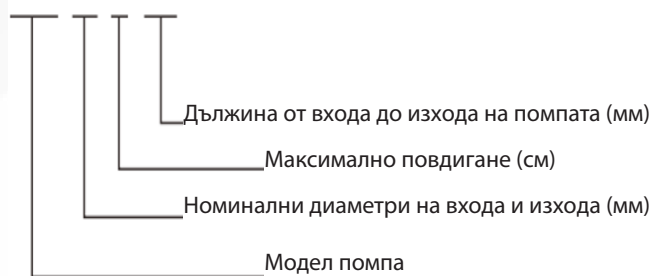 Дължина от входа до изхода на помпата (мм)
Максимално повдигане (см)
Номинални диаметри на входа и изхода (мм)
Модел помпа